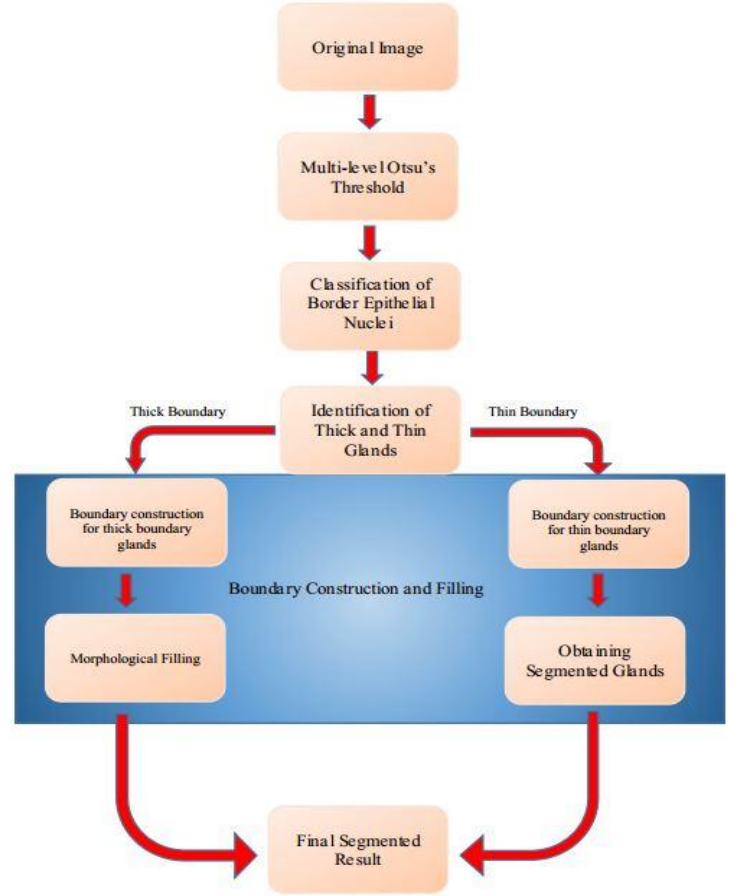 Original Image
Multi-level Otsu's
Threshold
Classification of
Border Epithelial
Nuclei
Identification of
Thick and Thin
Glands
Thick Boundary
Thin Boundary
Boundary construction
for thick boundary
glands
Boundary construction
for thin boundary
glands
Boundary Construction and Filling
Morphological Filling
Obtaining
Segmented Glands
Final Segmented
Result